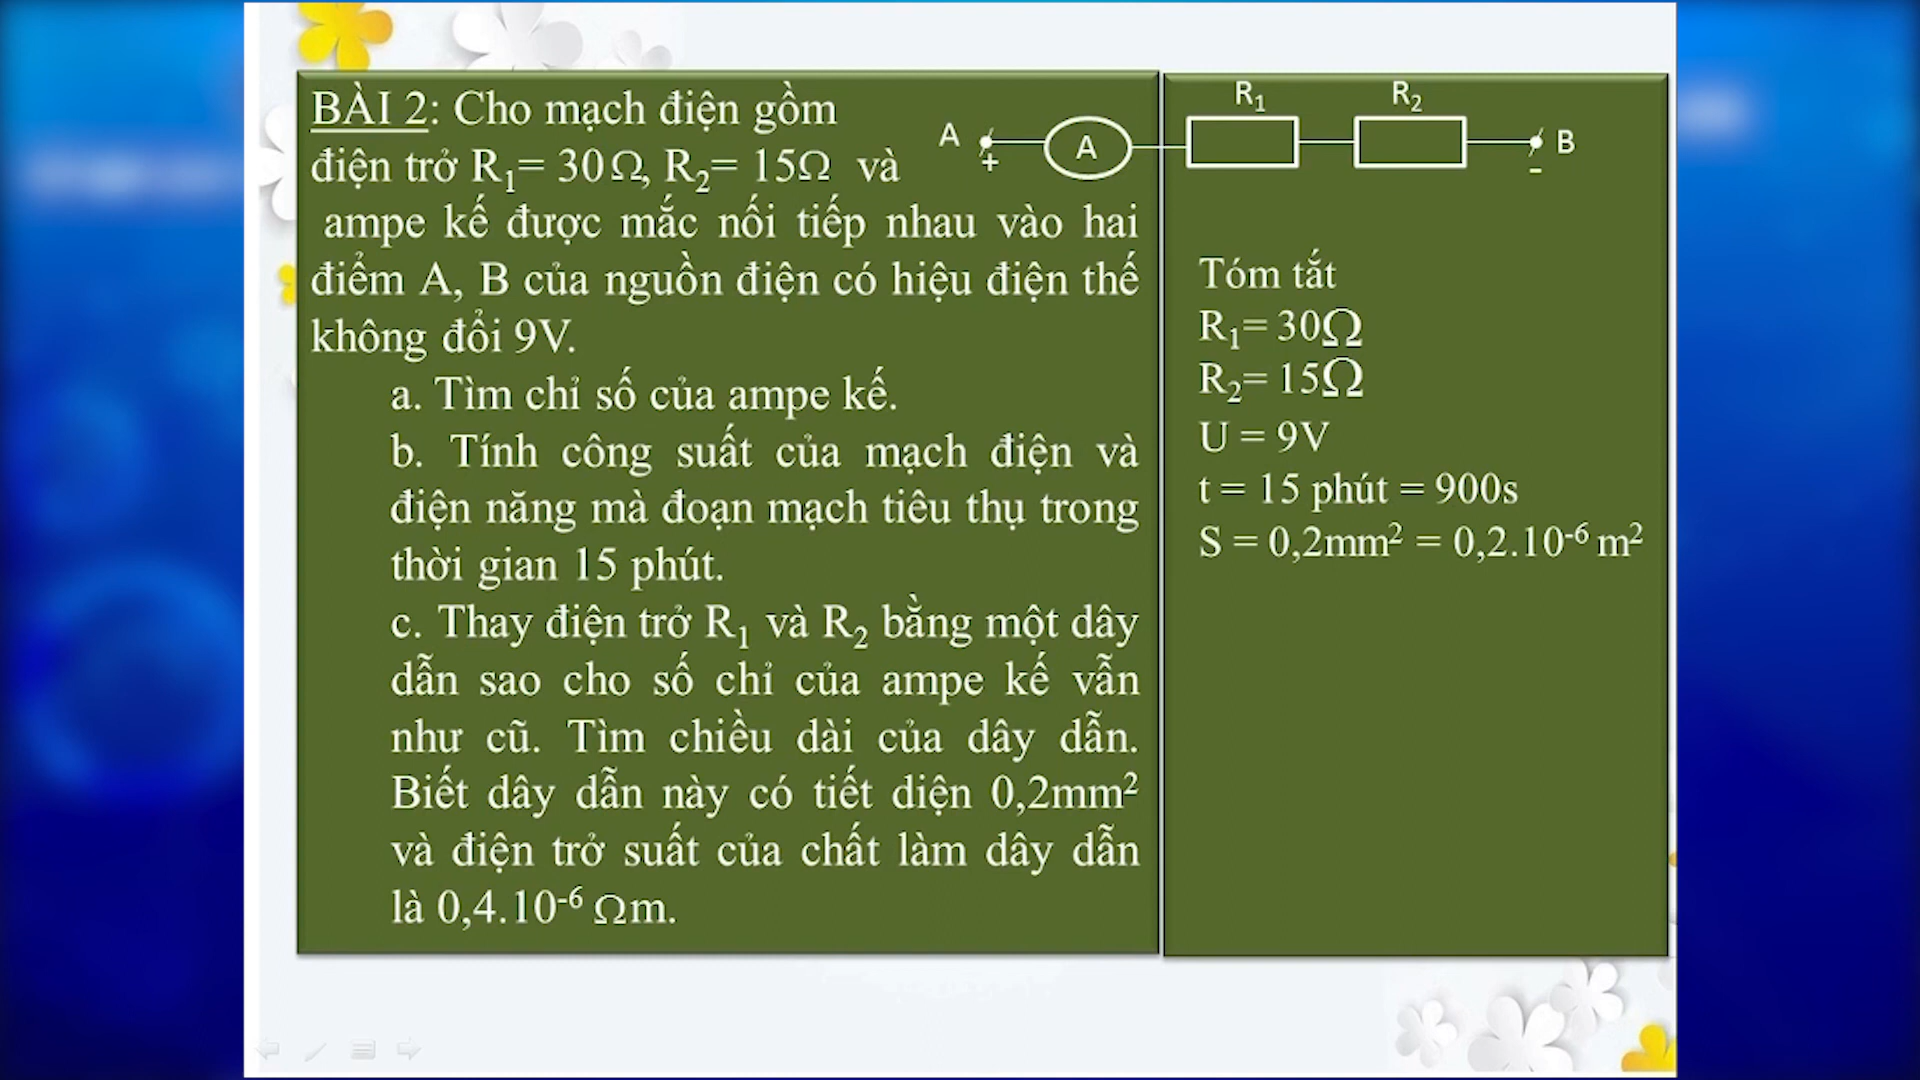 BÀI 2: Cho mạch điện gồm
điện trở R₁= 30Ω, R₂= 15Ω và
ampe kế được mắc nối tiếp nhau vào hai
điểm A, B của nguồn điện có hiệu điện thế
không đổi 9V.
a. Tìm chỉ số của ampe kế.
b. Tính công suất của mạch điện và
điện năng mà đoạn mạch tiêu thụ trong
thời gian 15 phút.
c. Thay điện trở R₁ và R₂ bằng một dây
dẫn sao cho số chỉ của ampe kế vẫn
như cũ. Tìm chiều dài của dây dẫn.
Biết dây dẫn này có tiết diện 0,2mm²
và điện trở suất của chất làm dây dẫn
là 0,4.10⁻⁶ Ωm.
R₁ R₂
A A B
+ -
Tóm tắt
R₁= 30Ω
R₂= 15Ω
U = 9V
t = 15 phút = 900s
S = 0,2mm² = 0,2.10⁻⁶ m²